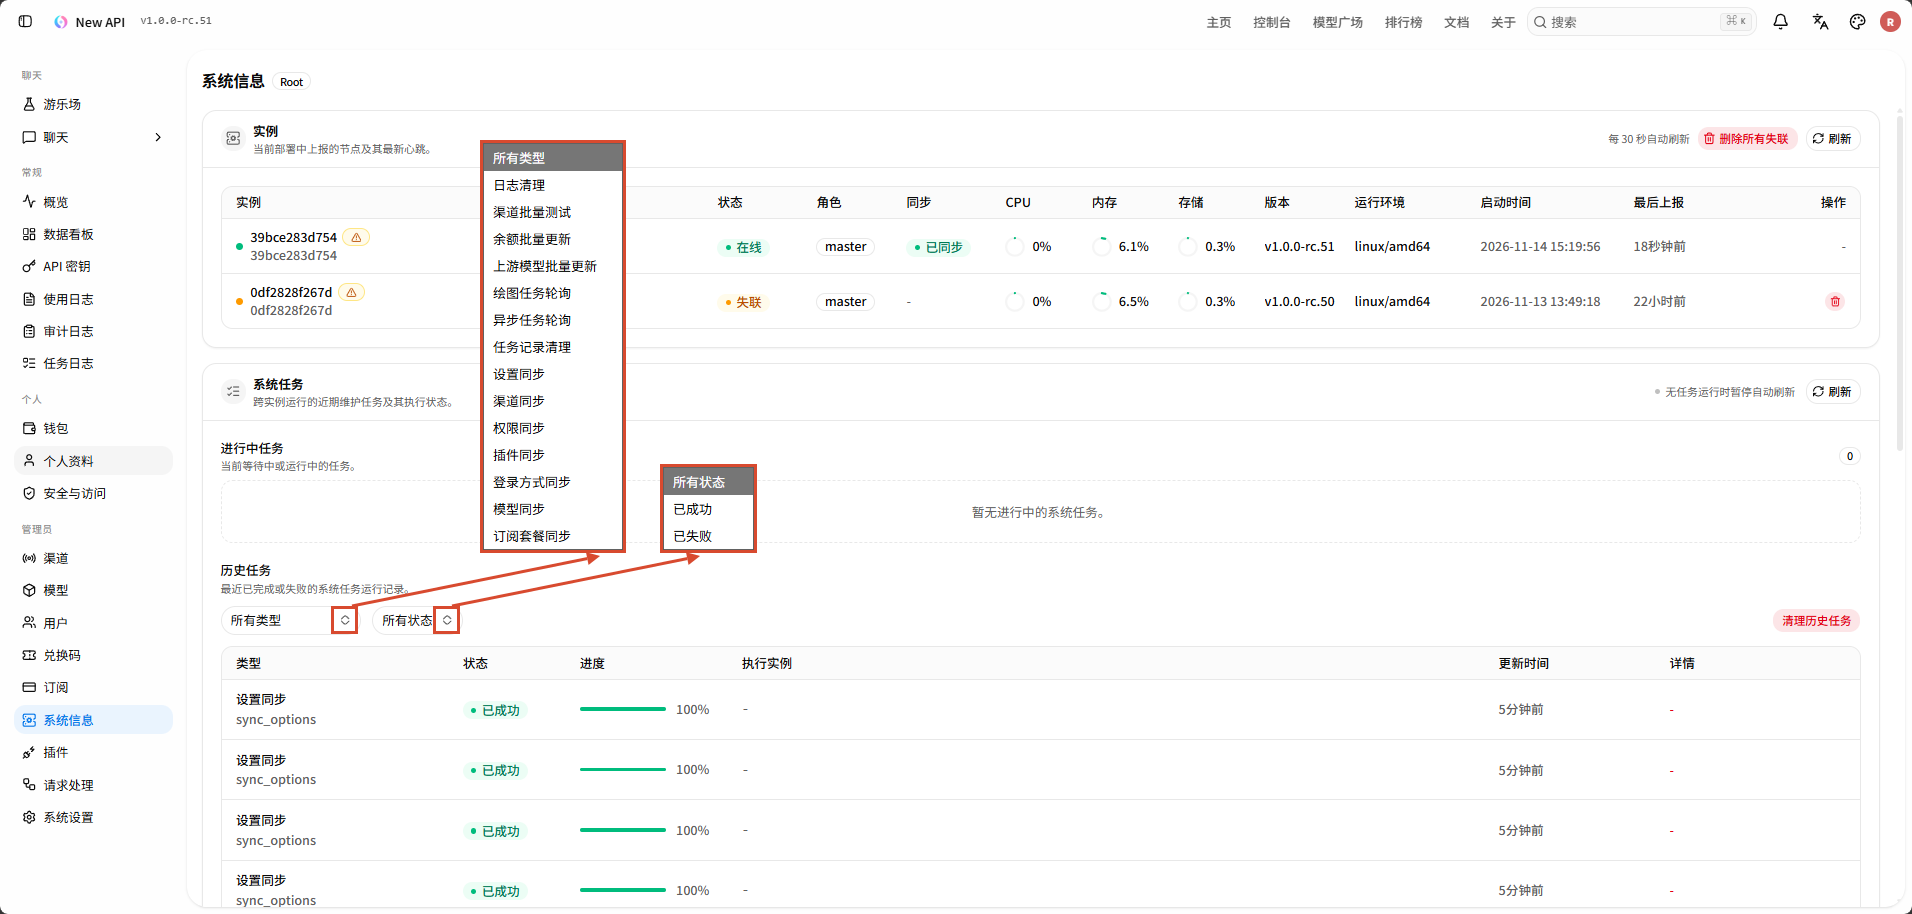 New API v1.0.0-rc.51
主页 控制台 模型广场 排行榜 文档 关于 搜索 ⌘ K R
聊天
游乐场
聊天
常规
概览
数据看板
API 密钥
使用日志
审计日志
任务日志
个人
钱包
个人资料
安全与访问
管理员
渠道
模型
用户
兑换码
订阅
系统信息
插件
请求处理
系统设置
系统信息 Root
实例
当前部署中上报的节点及其最新心跳。
每 30 秒自动刷新 删除所有失联 刷新
实例 状态 角色 同步 CPU 内存 存储 版本 运行环境 启动时间 最后上报 操作
39bce283d754
39bce283d754
在线 master 已同步 0% 6.1% 0.3% v1.0.0-rc.51 linux/amd64 2026-11-14 15:19:56 18秒钟前 -
0df2828f267d
0df2828f267d
失联 master - 0% 6.5% 0.3% v1.0.0-rc.50 linux/amd64 2026-11-13 13:49:18 22小时前
所有类型
日志清理
渠道批量测试
余额批量更新
上游模型批量更新
绘图任务轮询
异步任务轮询
任务记录清理
设置同步
渠道同步
权限同步
插件同步
登录方式同步
模型同步
订阅套餐同步
所有状态
已成功
已失败
系统任务
跨实例运行的近期维护任务及其执行状态。
无任务运行时暂停自动刷新 刷新
进行中任务
当前等待中或运行中的任务。
0
暂无进行中的系统任务。
历史任务
最近已完成或失败的系统任务运行记录。
所有类型 所有状态 清理历史任务
类型 状态 进度 执行实例 更新时间 详情
设置同步
sync_options
已成功 100% - 5分钟前 -
设置同步
sync_options
已成功 100% - 5分钟前 -
设置同步
sync_options
已成功 100% - 5分钟前 -
设置同步
sync_options
已成功 100% - 5分钟前 -